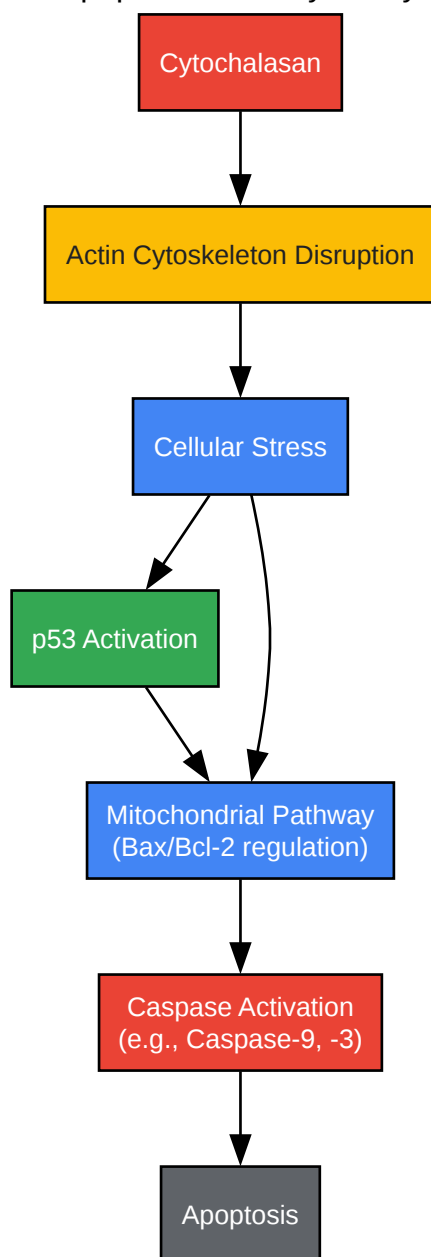 Cytochalasan
Actin Cytoskeleton Disruption
Cellular Stress
p53 Activation
Mitochondrial Pathway
(Bax/Bcl-2 regulation)
Caspase Activation
(e.g., Caspase-9, -3)
Apoptosis